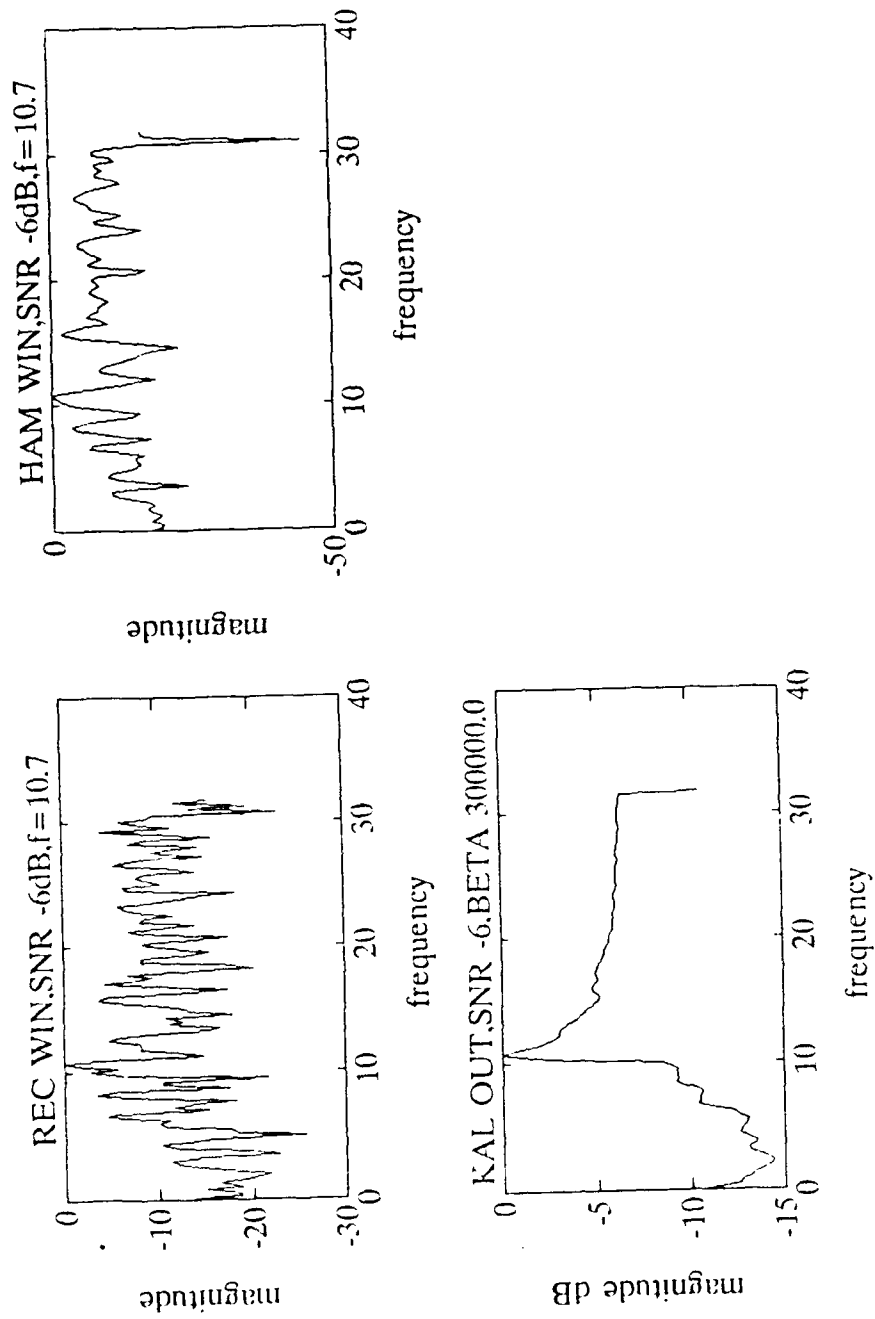 REC WIN.SNR -6dB,f=10.7
0
-10
-20
-30
magnitude
0 10 20 30 40
frequency
HAM WIN,SNR -6dB,f=10.7
0
-50
magnitude
0 10 20 30 40
frequency
KAL OUT,SNR -6.BETA 300000.0
0
-5
-10
-15
magnitude dB
0 10 20 30 40
frequency